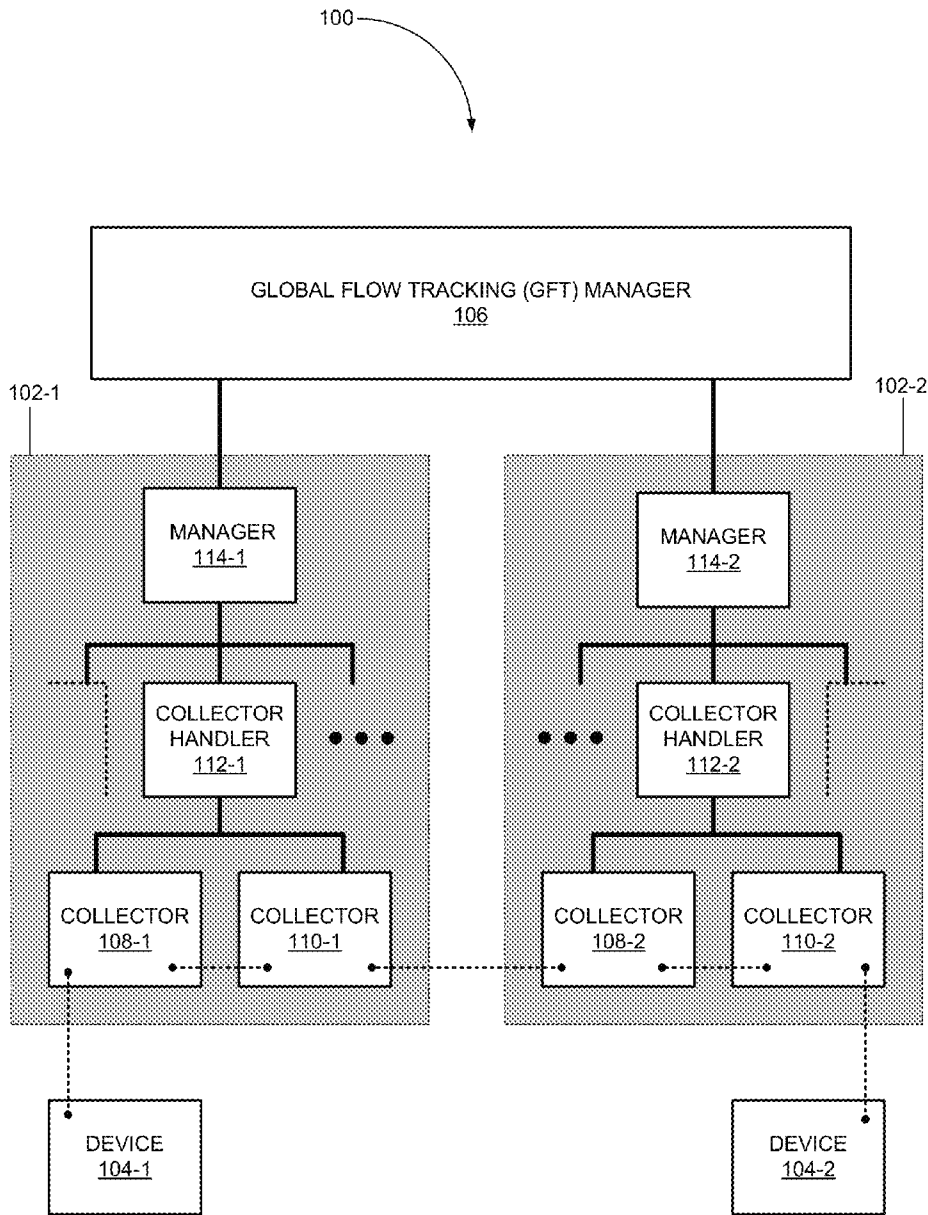 100
GLOBAL FLOW TRACKING (GFT) MANAGER
106
102-1
102-2
MANAGER
114-1
MANAGER
114-2
COLLECTOR
HANDLER
112-1
COLLECTOR
HANDLER
112-2
COLLECTOR
108-1
COLLECTOR
110-1
COLLECTOR
108-2
COLLECTOR
110-2
DEVICE
104-1
DEVICE
104-2